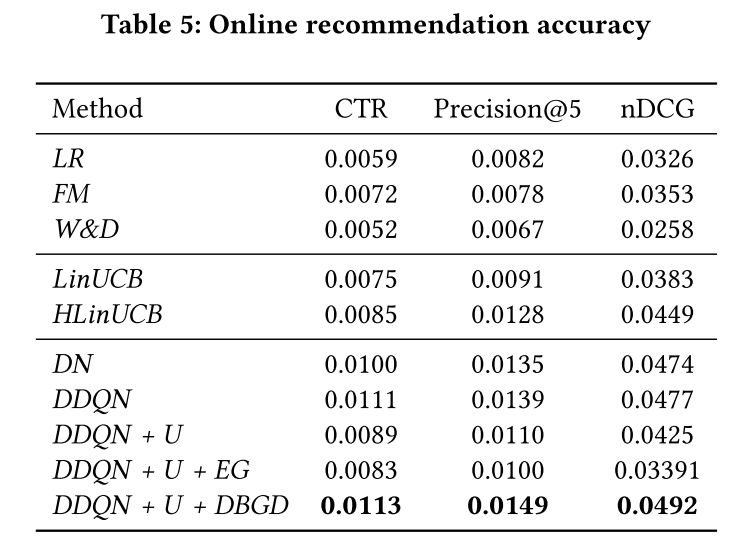 Table 5: Online recommendation accuracy
Method CTR Precision@5 nDCG
LR 0.0059 0.0082 0.0326
FM 0.0072 0.0078 0.0353
W&D 0.0052 0.0067 0.0258
LinUCB 0.0075 0.0091 0.0383
HLinUCB 0.0085 0.0128 0.0449
DN 0.0100 0.0135 0.0474
DDQN 0.0111 0.0139 0.0477
DDQN + U 0.0089 0.0110 0.0425
DDQN + U + EG 0.0083 0.0100 0.03391
DDQN + U + DBGD 0.0113 0.0149 0.0492